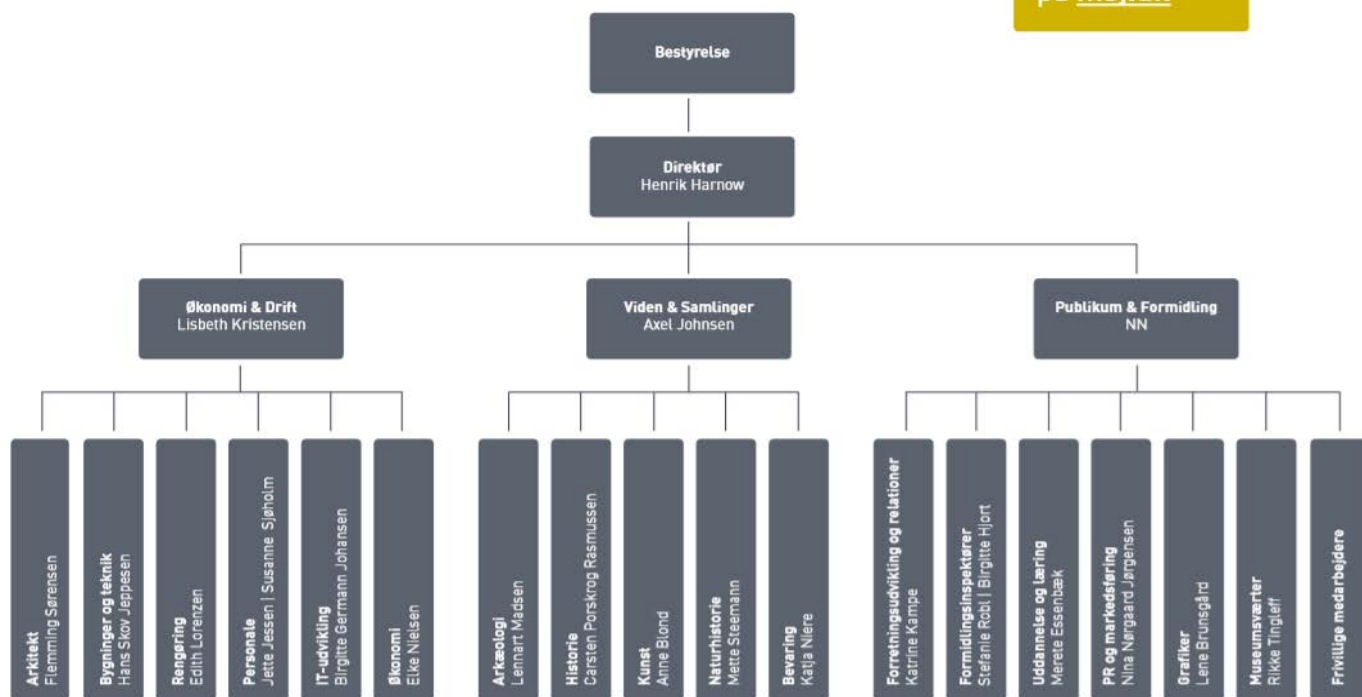 på
Bestyrelse
Direktør
Henrik Harnow
Økonomi & Drift
Lisbeth Kristensen
Viden & Samlinger
Axel Johnsen
Publikum & Formidling
NN
Arkitekt
Flemming Sørensen
Bygninger og teknik
Hans Skov Jeppesen
Rengøring
Edith Lorenzen
Personale
Jette Jessen | Susanne Sjøholm
IT-udvikling
Birgitte Germann Johansen
Økonomi
Elke Nielsen
Arkæologi
Lennart Madsen
Historie
Carsten Porskrog Rasmussen
Kunst
Anne Blond
Naturhistorie
Mette Steemann
Bevaring
Katja Niere
Forretningsudvikling og relationer
Katrine Kampe
Formidlingsinspektører
Stefanie Robl | Birgitte Hjort
Uddannelse og læring
Merete Essenbæk
PR og markedsføring
Nina Nørgaard Jørgensen
Grafiker
Lene Brunsgård
Museumsværter
Rikke Tingleff
Frivillige medarbejdere